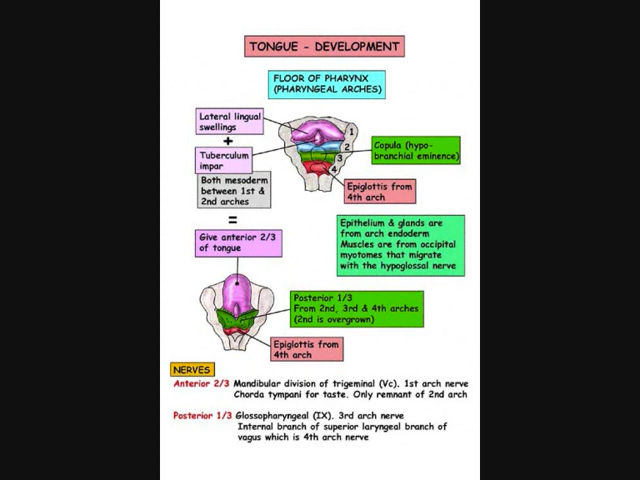 TONGUE - DEVELOPMENT
FLOOR OF PHARYNX
(PHARYNGEAL ARCHES)
Lateral lingual
swellings
+
Tuberculum
impar
Both mesoderm
between 1st &
2nd arches
=
Give anterior 2/3
of tongue
1
2
3
4
Copula (hypo-
branchial eminence)
Epiglottis from
4th arch
Epithelium & glands are
from arch endoderm
Muscles are from occipital
myotomes that migrate
with the hypoglossal nerve
Posterior 1/3
From 2nd, 3rd & 4th arches
(2nd is overgrown)
Epiglottis from
4th arch
NERVES
Anterior 2/3 Mandibular division of trigeminal (Vc). 1st arch nerve
Chorda tympani for taste. Only remnant of 2nd arch
Posterior 1/3 Glossopharyngeal (IX). 3rd arch nerve
Internal branch of superior laryngeal branch of
vagus which is 4th arch nerve